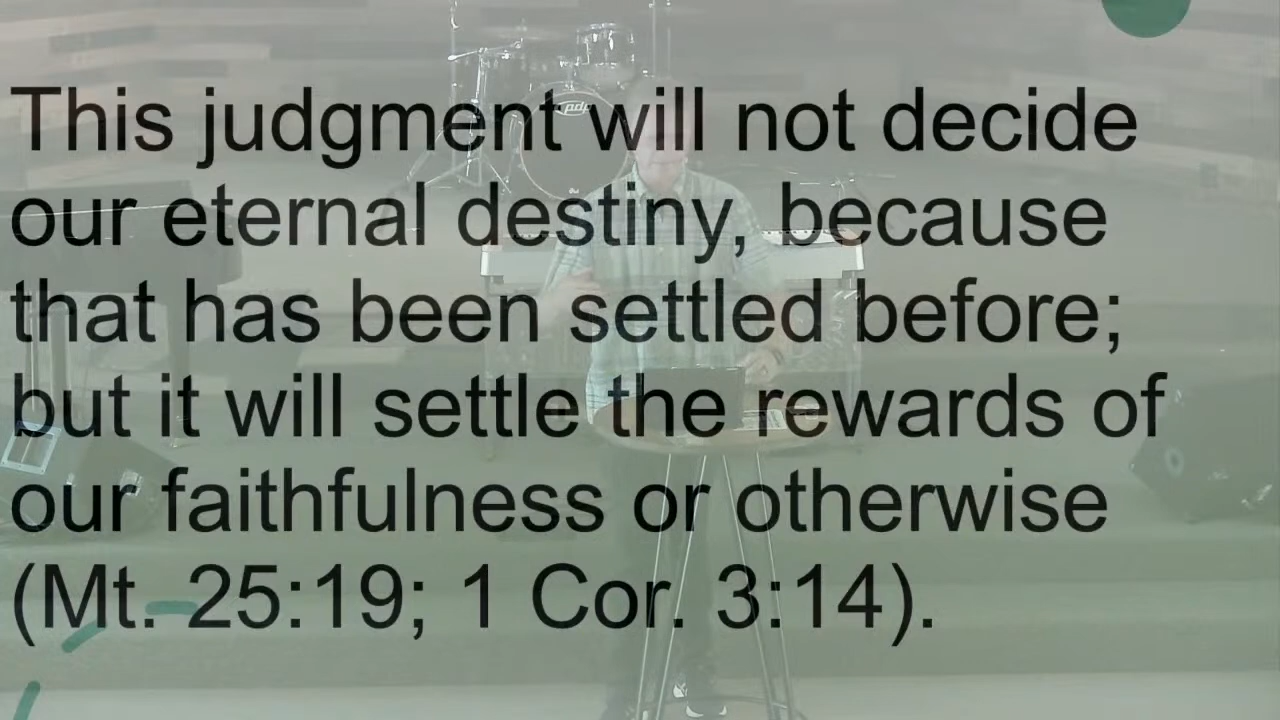 pdp
This judgment will not decide
our eternal destiny, because
that has been settled before;
but it will settle the rewards of
our faithfulness or otherwise
(Mt. 25:19; 1 Cor. 3:14).